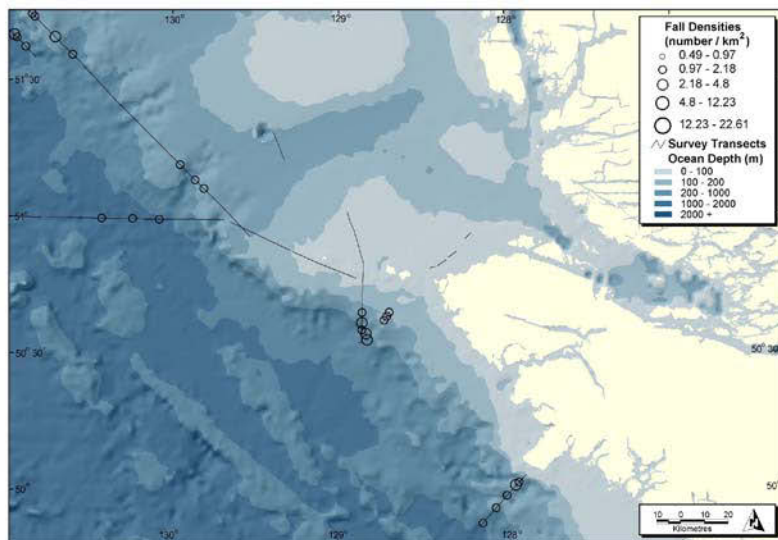 130°
129°
128°
51° 30'
51°
50° 30'
50° 30'
50°
50°
130°
129°
128°
Fall Densities
(number / km²)
0.49 - 0.97
0.97 - 2.18
2.18 - 4.8
4.8 - 12.23
12.23 - 22.61
Survey Transects
Ocean Depth (m)
0 - 100
100 - 200
200 - 1000
1000 - 2000
2000 +
10 0 10 20
Kilometres